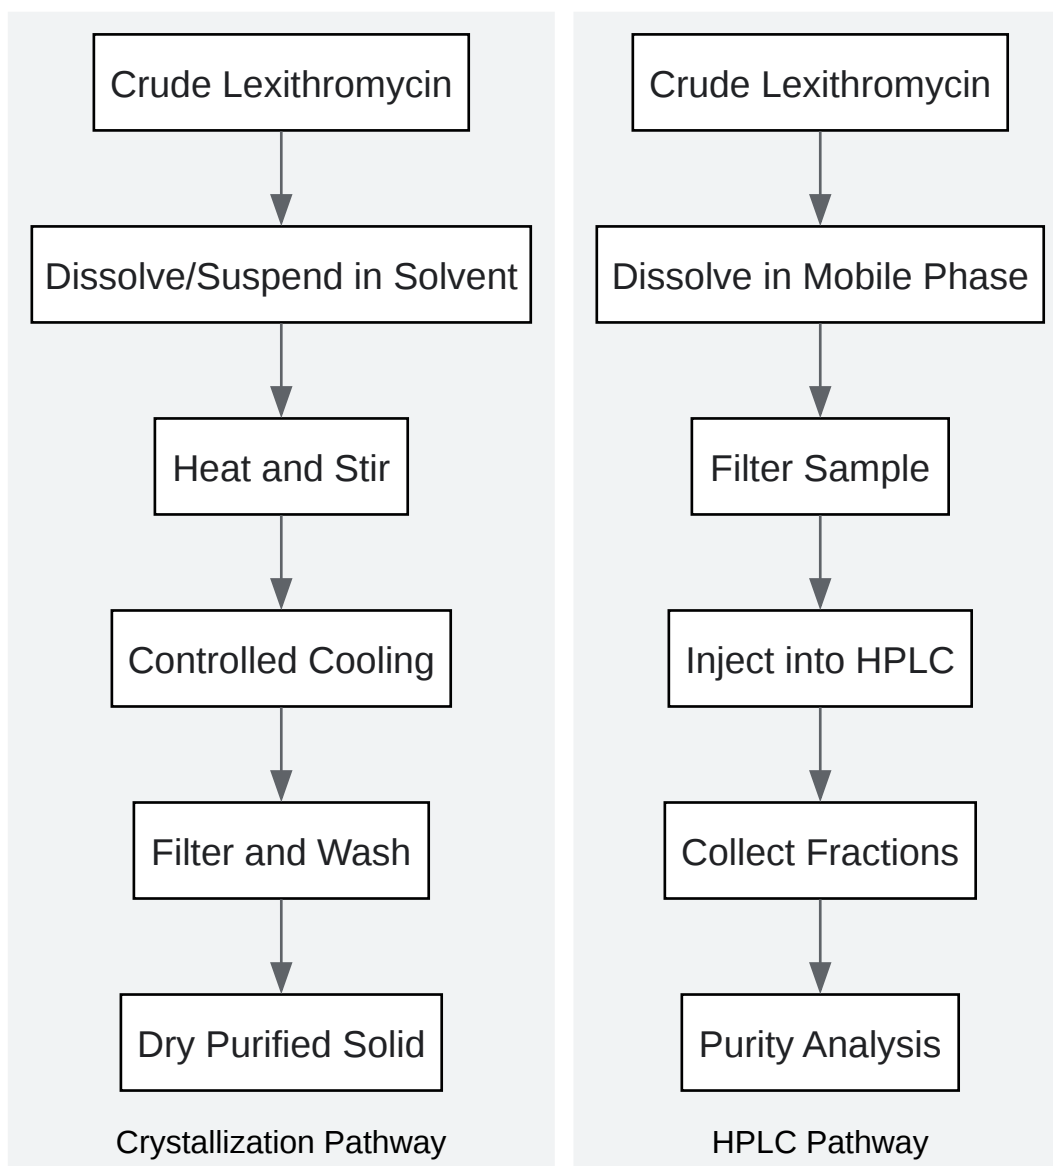 Crude Lexithromycin
Dissolve/Suspend in Solvent
Heat and Stir
Controlled Cooling
Filter and Wash
Dry Purified Solid
Crystallization Pathway
Crude Lexithromycin
Dissolve in Mobile Phase
Filter Sample
Inject into HPLC
Collect Fractions
Purity Analysis
HPLC Pathway